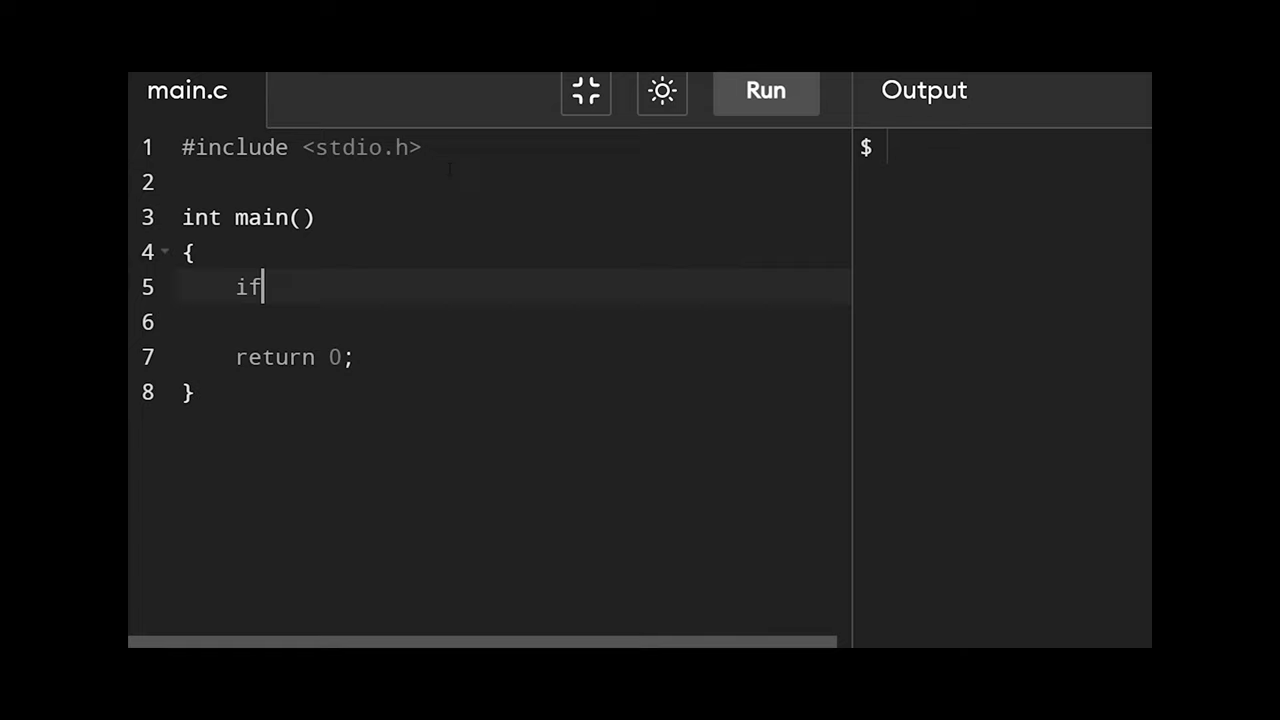 main.c
Run
Output
1 #include <stdio.h>
2
3 int main()
4 {
5     if
6
7     return 0;
8 }
$